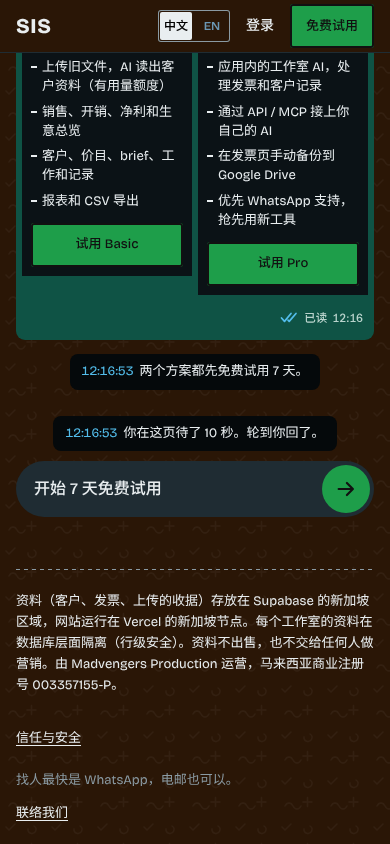 SIS
中文 EN 登录 免费试用
上传旧文件，AI 读出客
户资料（有用量额度）
销售、开销、净利和生
意总览
客户、价目、brief、工
作和记录
报表和 CSV 导出
试用 Basic
应用内的工作室 AI，处
理发票和客户记录
通过 API / MCP 接上你
自己的 AI
在发票页手动备份到
Google Drive
优先 WhatsApp 支持，
抢先用新工具
试用 Pro
已读 12:16
12:16:53 两个方案都先免费试用 7 天。
12:16:53 你在这页待了 10 秒。轮到你回了。
开始 7 天免费试用
资料（客户、发票、上传的收据）存放在 Supabase 的新加坡
区域，网站运行在 Vercel 的新加坡节点。每个工作室的资料在
数据库层面隔离（行级安全）。资料不出售，也不交给任何人做
营销。由 Madvengers Production 运营，马来西亚商业注册
号 003357155-P。
信任与安全
找人最快是 WhatsApp，电邮也可以。
联络我们